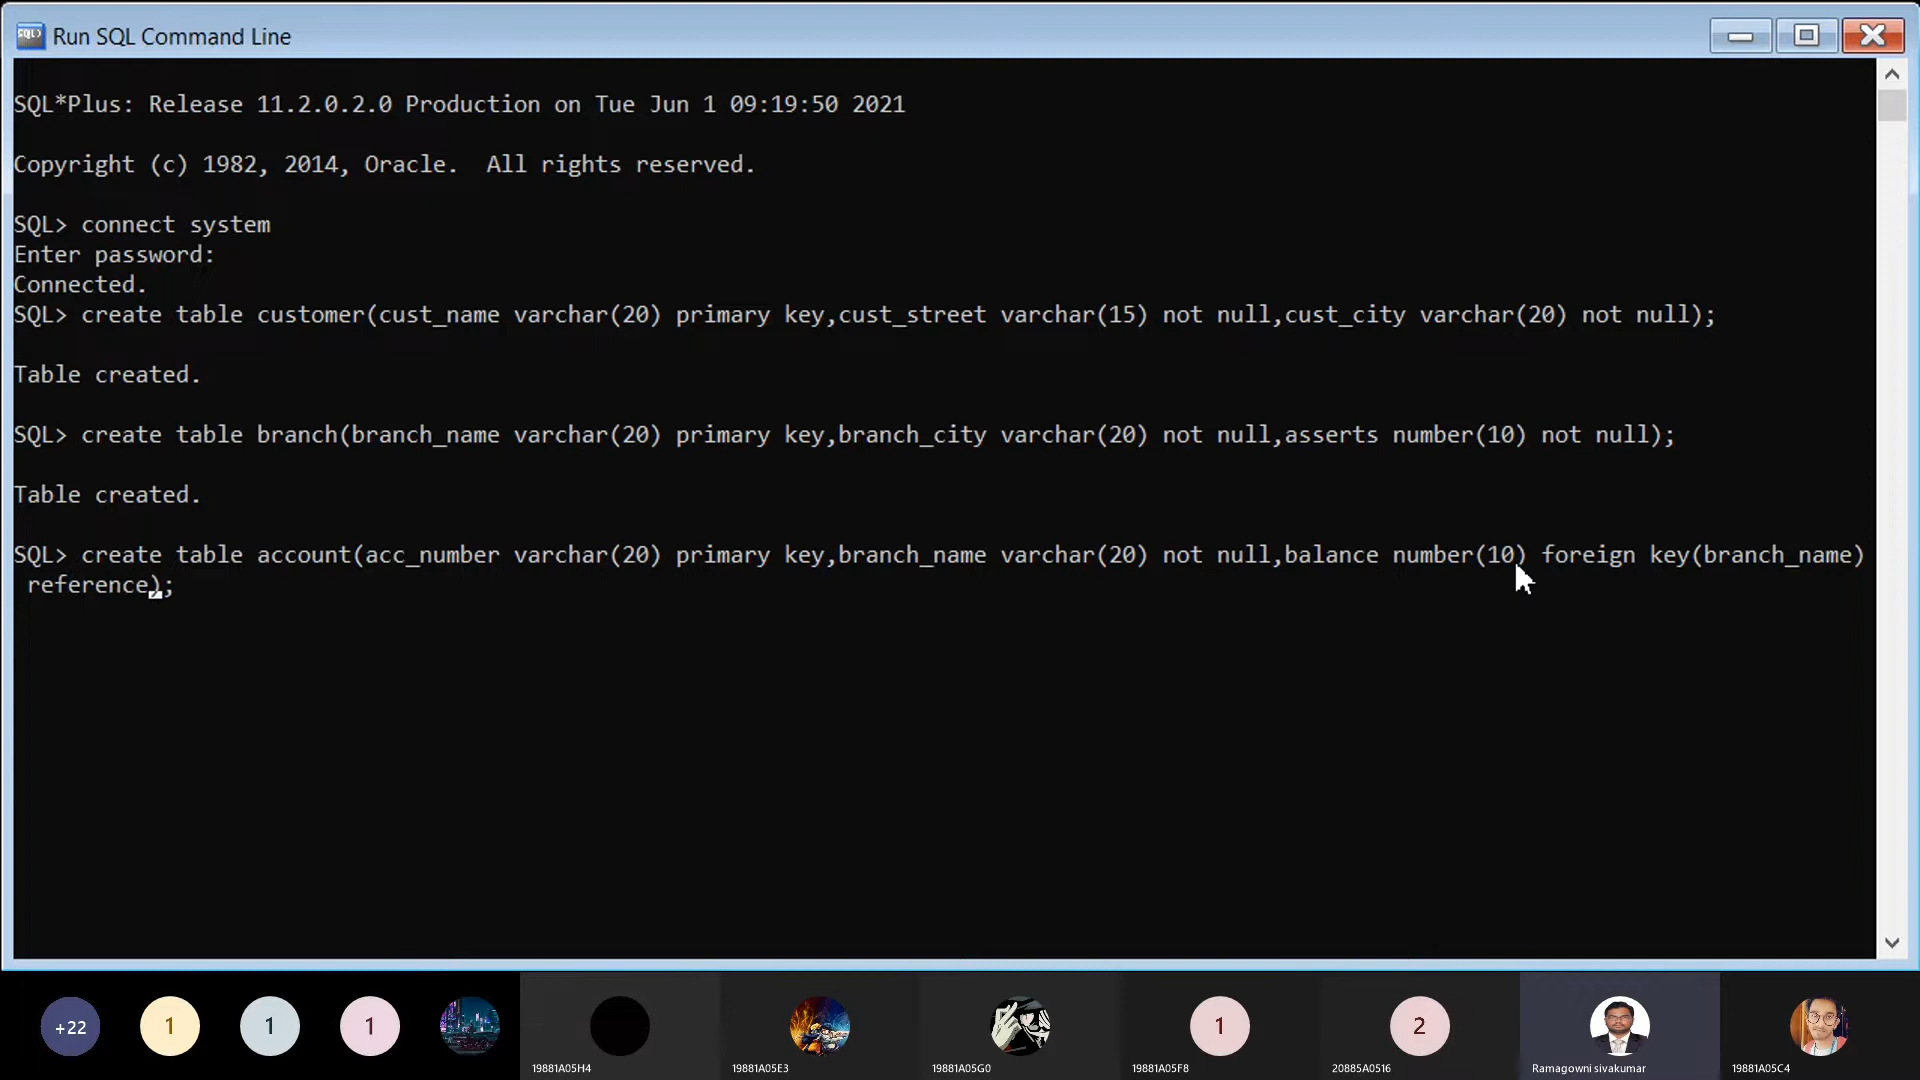 Run SQL Command Line
SQL*Plus: Release 11.2.0.2.0 Production on Tue Jun 1 09:19:50 2021
Copyright (c) 1982, 2014, Oracle.  All rights reserved.
SQL> connect system
Enter password:
Connected.
SQL> create table customer(cust_name varchar(20) primary key,cust_street varchar(15) not null,cust_city varchar(20) not null);
Table created.
SQL> create table branch(branch_name varchar(20) primary key,branch_city varchar(20) not null,asserts number(10) not null);
Table created.
SQL> create table account(acc_number varchar(20) primary key,branch_name varchar(20) not null,balance number(10) foreign key(branch_name)
reference);
+22
1
1
1
1
2
19881A05H4
19881A05E3
19881A05G0
19881A05F8
20885A0516
Ramagowni sivakumar
19881A05C4